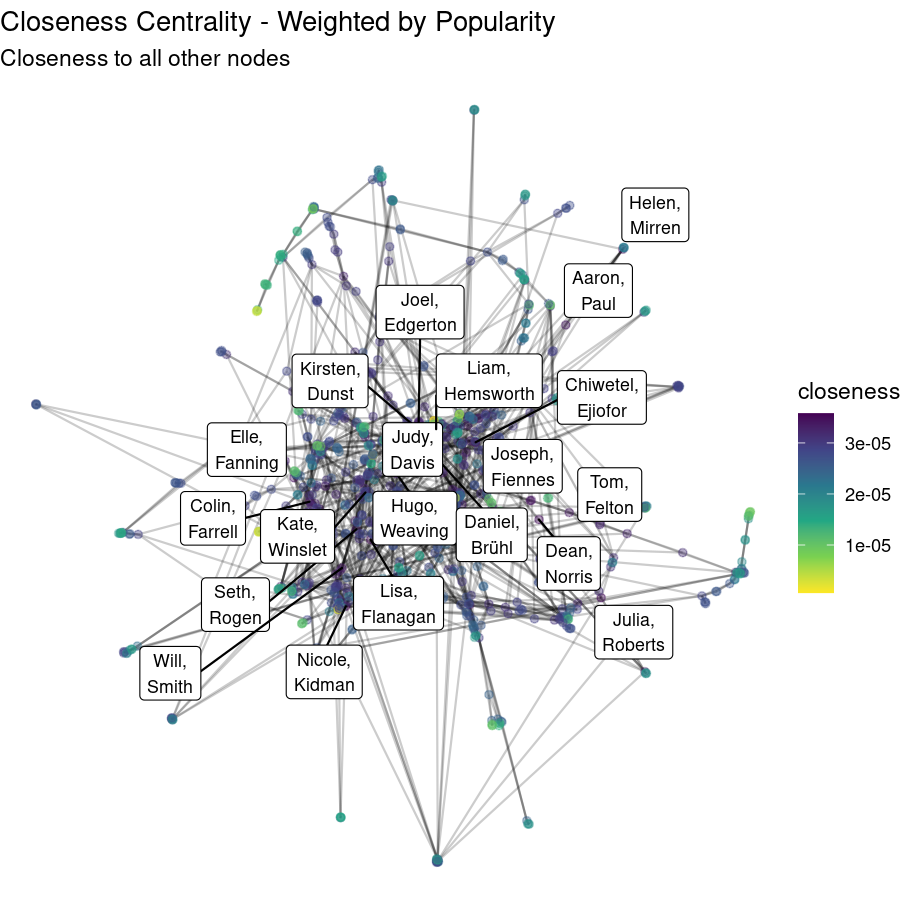 Closeness Centrality - Weighted by Popularity
Closeness to all other nodes
Helen,
Mirren
Aaron,
Paul
Joel,
Edgerton
Kirsten,
Dunst
Liam,
Hemsworth
Chiwetel,
Ejiofor
Elle,
Fanning
Judy,
Davis
Joseph,
Fiennes
Tom,
Felton
Colin,
Farrell
Kate,
Winslet
Hugo,
Weaving
Daniel,
Brühl
Dean,
Norris
Seth,
Rogen
Lisa,
Flanagan
Julia,
Roberts
Will,
Smith
Nicole,
Kidman
closeness
3e-05
2e-05
1e-05